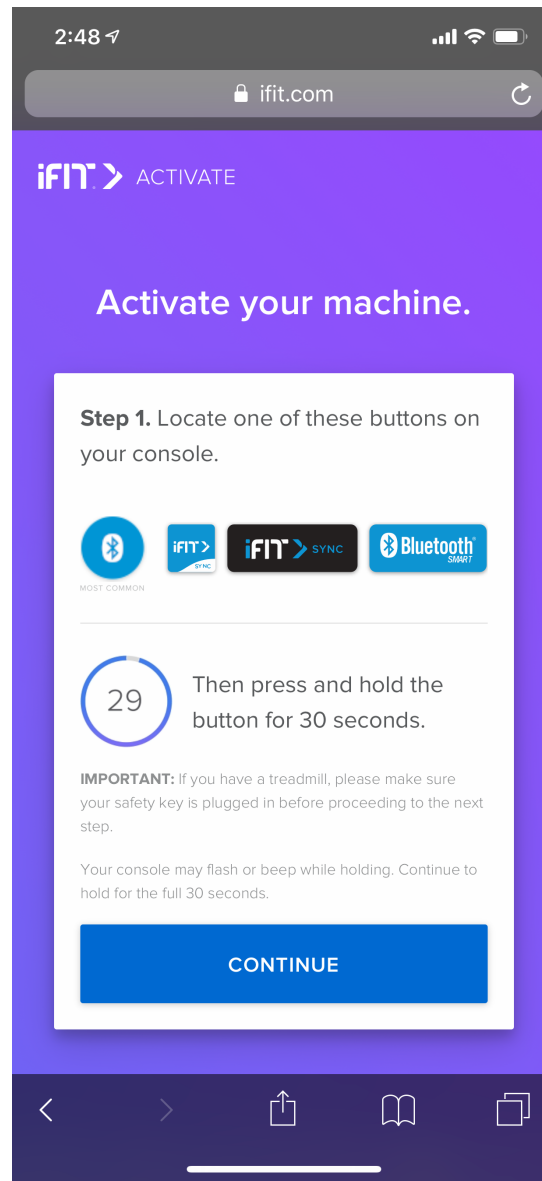 2:48
ifit.com
iFIT. ACTIVATE
Activate your machine.
Step 1. Locate one of these buttons on
your console.
iFIT
SYNC
iFIT SYNC
Bluetooth®
SMART
MOST COMMON
29
Then press and hold the
button for 30 seconds.
IMPORTANT: If you have a treadmill, please make sure
your safety key is plugged in before proceeding to the next
step.
Your console may flash or beep while holding. Continue to
hold for the full 30 seconds.
CONTINUE